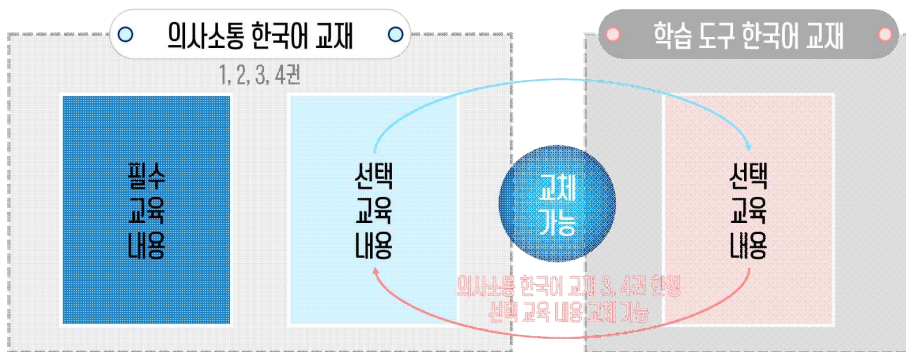 의사소통 한국어 교재
1, 2, 3, 4권
필수
교육
내용
선택
교육
내용
교체
가능
의사소통 한국어 교재 3, 4권 한정
선택 교육 내용 교체 가능
학습 도구 한국어 교재
선택
교육
내용